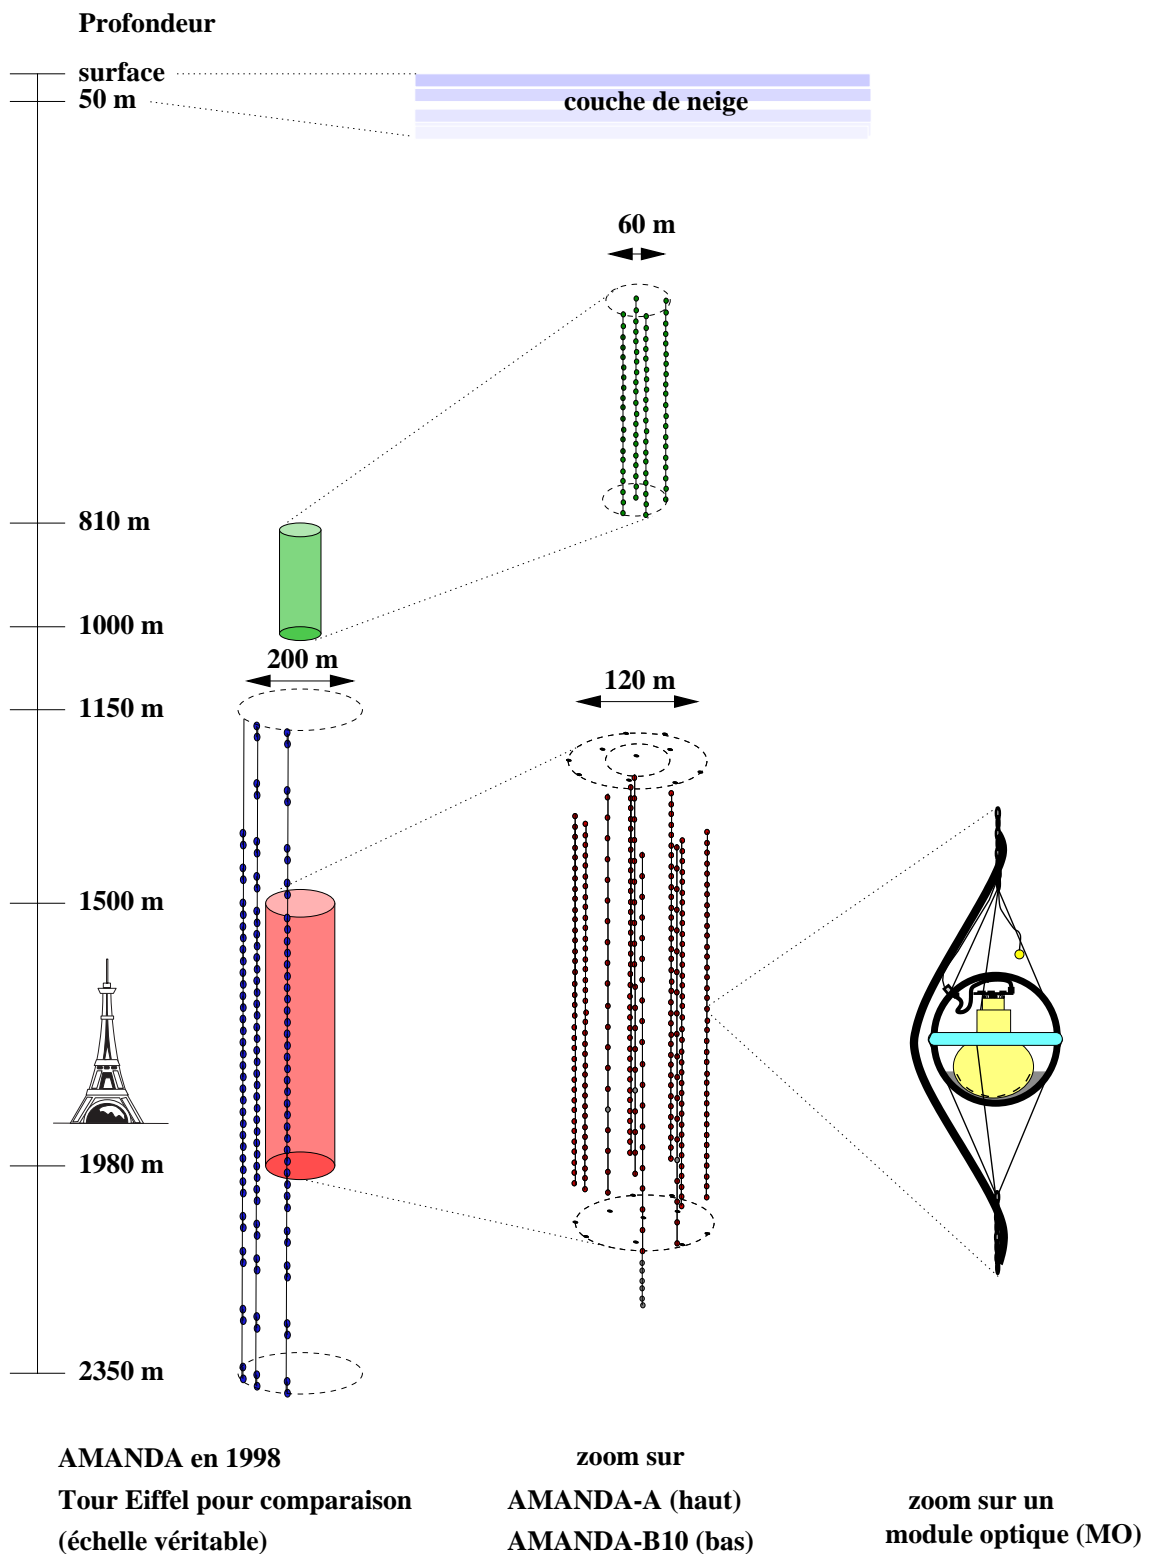 Profondeur
surface
50 m
couche de neige
60 m
810 m
1000 m
200 m
120 m
1150 m
1500 m
1980 m
2350 m
AMANDA en 1998
Tour Eiffel pour comparaison
(échelle véritable)
zoom sur
AMANDA-A (haut)
AMANDA-B10 (bas)
zoom sur un
module optique (MO)